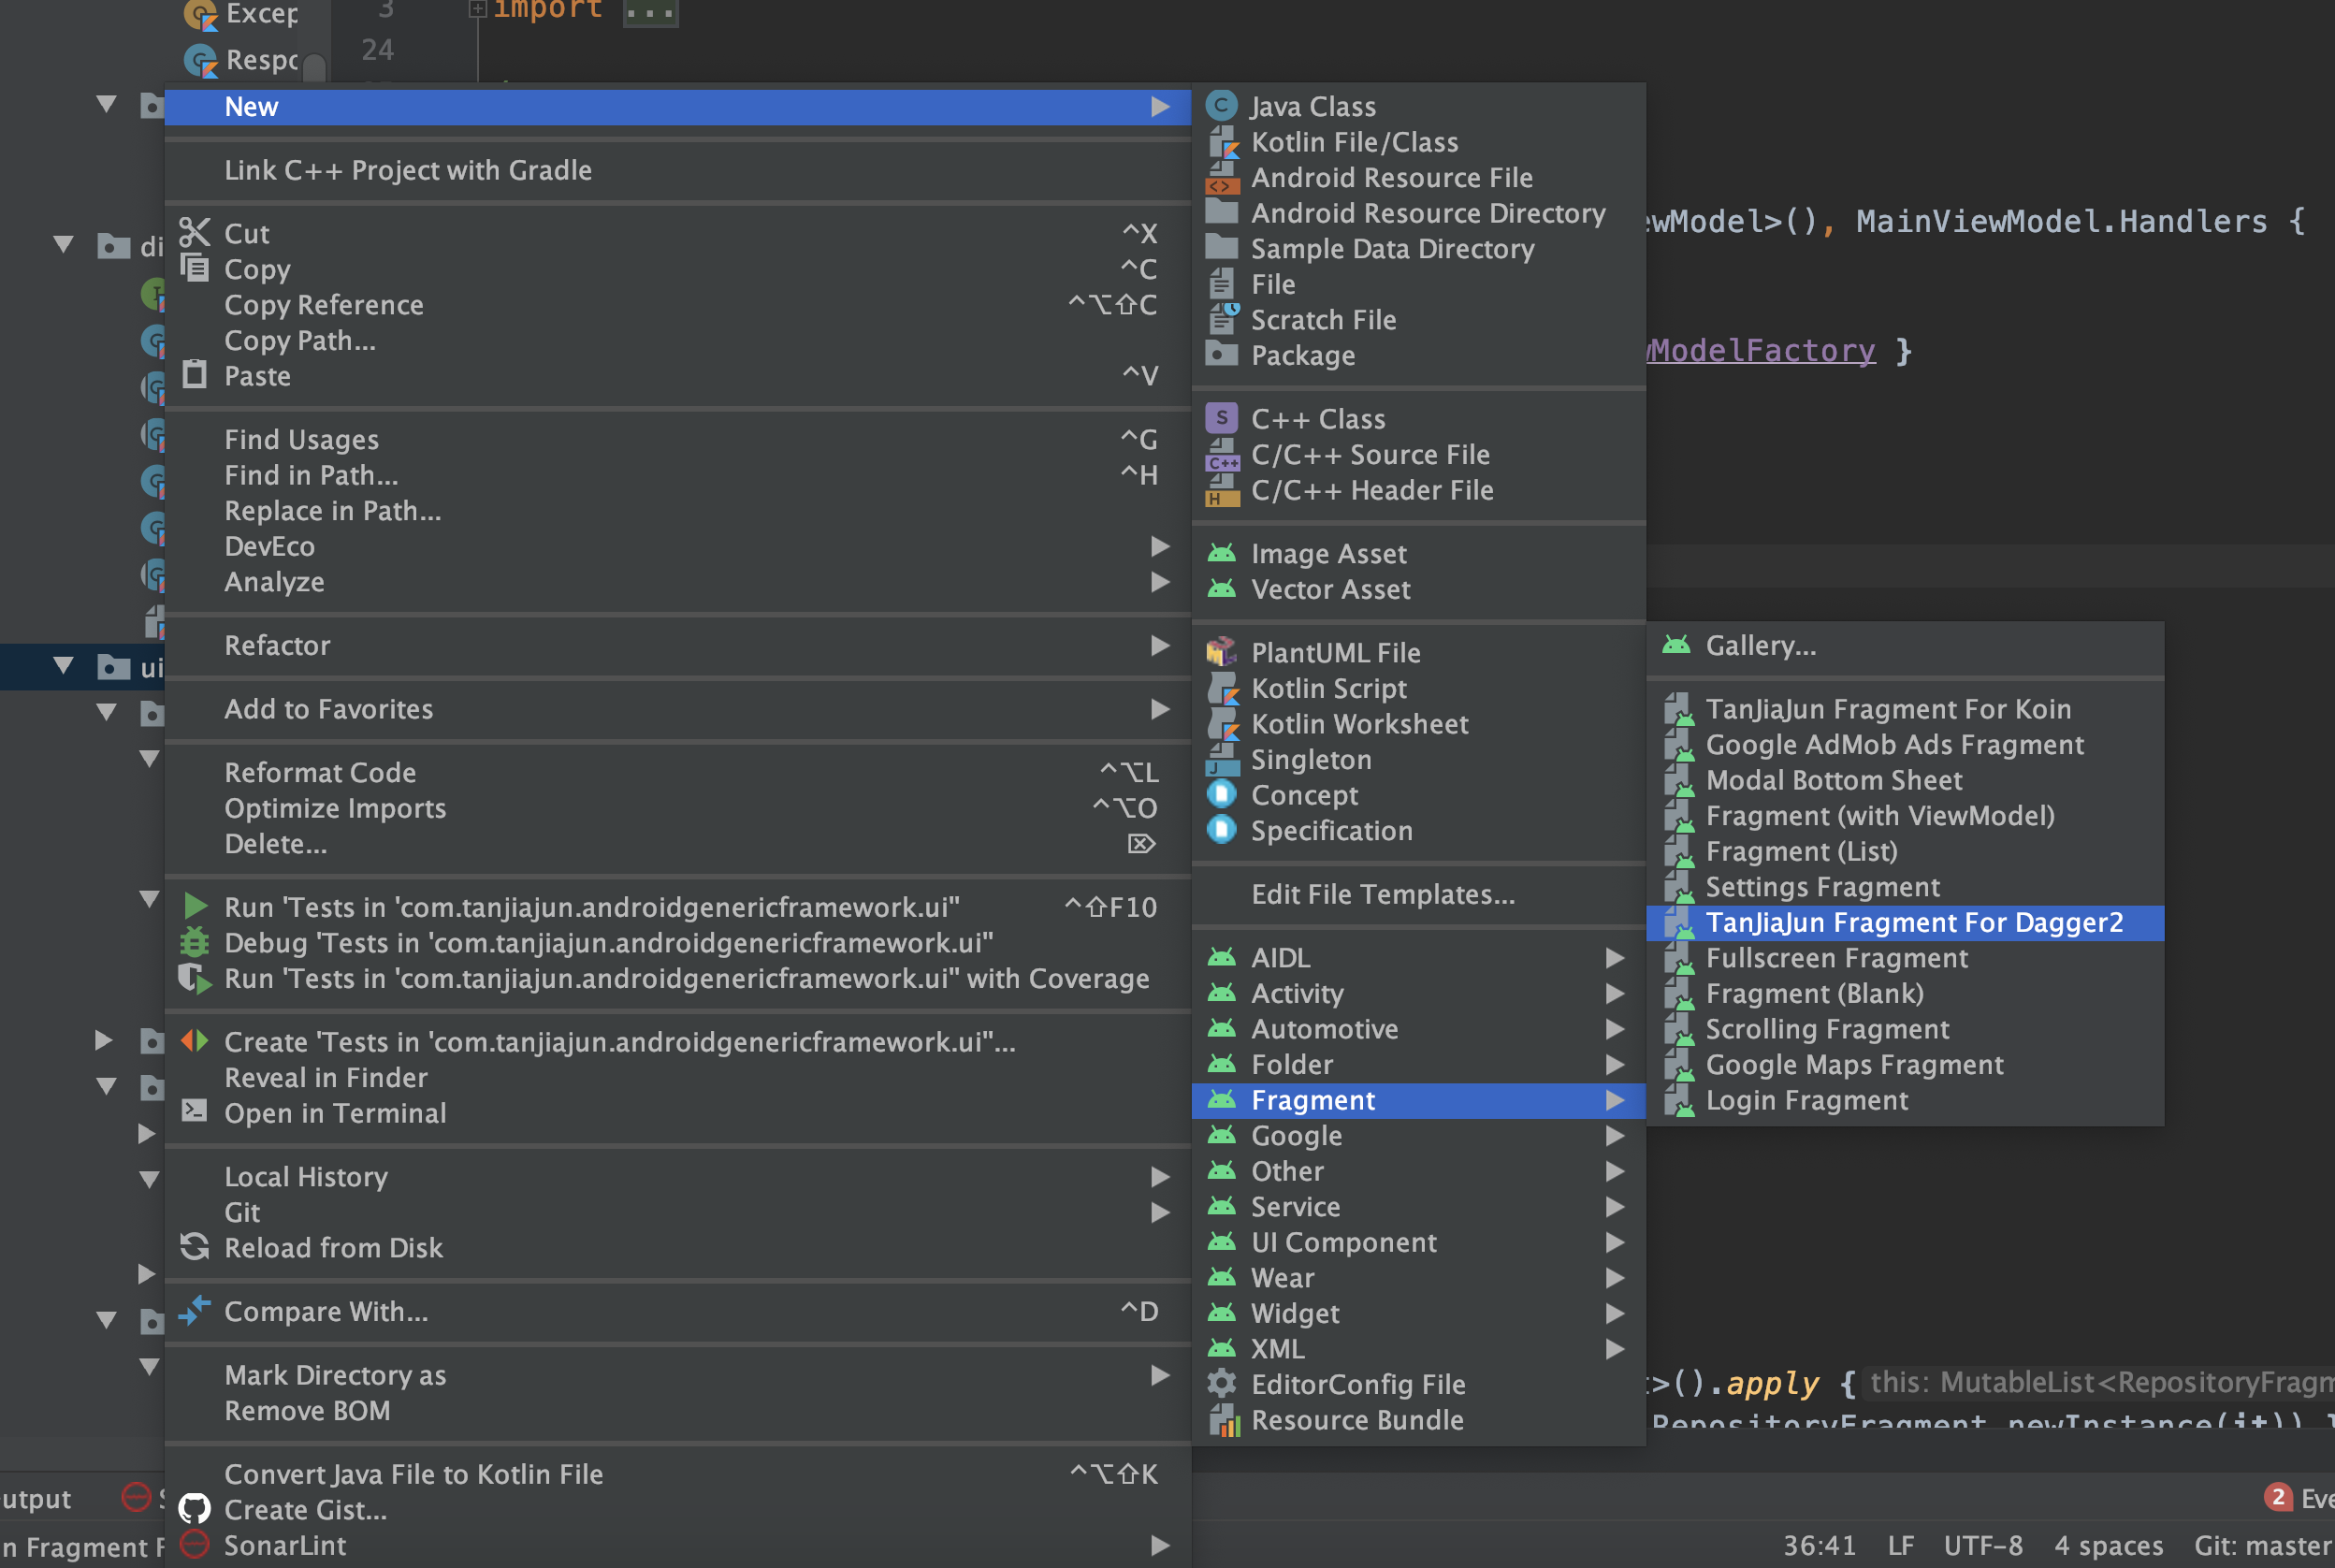 3
import ...
24
New
Link C++ Project with Gradle
Cut ^X
Copy ^C
Copy Reference ^⌥⇧C
Copy Path...
Paste ^V
Find Usages ^G
Find in Path... ^H
Replace in Path...
DevEco
Analyze
Refactor
Add to Favorites
Reformat Code ^⌥L
Optimize Imports ^⌥O
Delete... ⌦
Run 'Tests in 'com.tanjiajun.androidgenericframework.ui'' ^⇧F10
Debug 'Tests in 'com.tanjiajun.androidgenericframework.ui''
Run 'Tests in 'com.tanjiajun.androidgenericframework.ui'' with Coverage
Create 'Tests in 'com.tanjiajun.androidgenericframework.ui''...
Reveal in Finder
Open in Terminal
Local History
Git
Reload from Disk
Compare With... ^D
Mark Directory as
Remove BOM
Convert Java File to Kotlin File ^⌥⇧K
Create Gist...
SonarLint
Java Class
Kotlin File/Class
Android Resource File
Android Resource Directory
Sample Data Directory
File
Scratch File
Package
C++ Class
C/C++ Source File
C/C++ Header File
Image Asset
Vector Asset
PlantUML File
Kotlin Script
Kotlin Worksheet
Singleton
Concept
Specification
Edit File Templates...
AIDL
Activity
Automotive
Folder
Fragment
Google
Other
Service
UI Component
Wear
Widget
XML
EditorConfig File
Resource Bundle
Gallery...
TanJiaJun Fragment For Koin
Google AdMob Ads Fragment
Modal Bottom Sheet
Fragment (with ViewModel)
Fragment (List)
Settings Fragment
TanJiaJun Fragment For Dagger2
Fullscreen Fragment
Fragment (Blank)
Scrolling Fragment
Google Maps Fragment
Login Fragment
ewModel>(), MainViewModel.Handlers {
ModelFactory }
>().apply { this: MutableList<RepositoryFragm
RepositoryFragment.newInstance(it)) }
Excep
Respo
di
ui
utput
2 Eve
n Fragment F
36:41 LF UTF-8 4 spaces Git: master